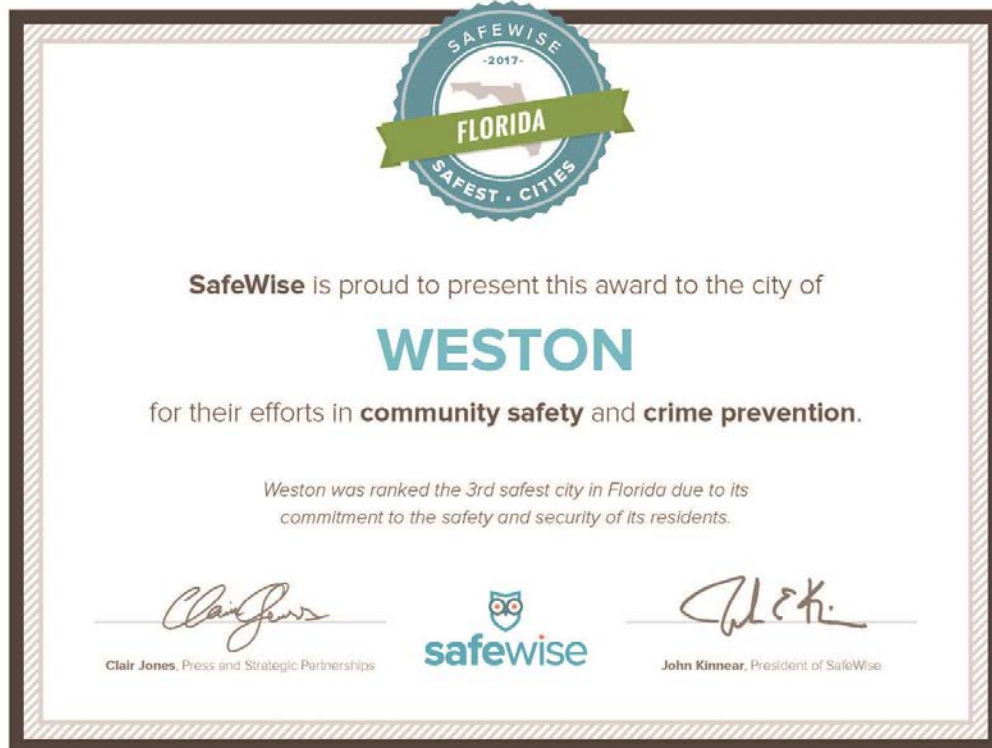 SAFEWISE
-2017-
FLORIDA
SAFEST · CITIES
SafeWise is proud to present this award to the city of
WESTON
for their efforts in community safety and crime prevention.
Weston was ranked the 3rd safest city in Florida due to its
commitment to the safety and security of its residents.
Clair Jones
Clair Jones, Press and Strategic Partnerships
safewise
John Kinnear, President of SafeWise